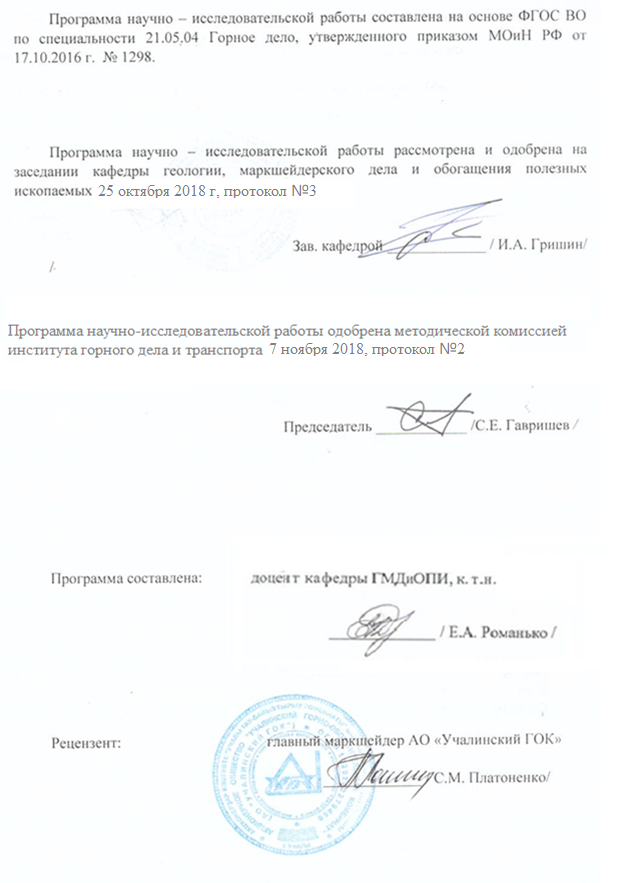 Программа научно – исследовательской работы составлена на основе ФГОС ВО
по специальности 21.05.04 Горное дело, утвержденного приказом МОиН РФ от
17.10.2016 г. № 1298.
Программа научно – исследовательской работы рассмотрена и одобрена на
заседании кафедры геологии, маркшейдерского дела и обогащения полезных
ископаемых 25 октября 2018 г, протокол №3
Зав. кафедрой ____________ / И.А. Гришин/
/
Программа научно-исследовательской работы одобрена методической комиссией
института горного дела и транспорта 7 ноября 2018, протокол №2
Председатель ____________ /С.Е. Гавришев /
Программа составлена: доцент кафедры ГМДиОПИ, к.т.н.
____________ / Е.А. Романько /
Рецензент: главный маркшейдер АО «Учалинский ГОК»
____________ С.М. Платоненко/